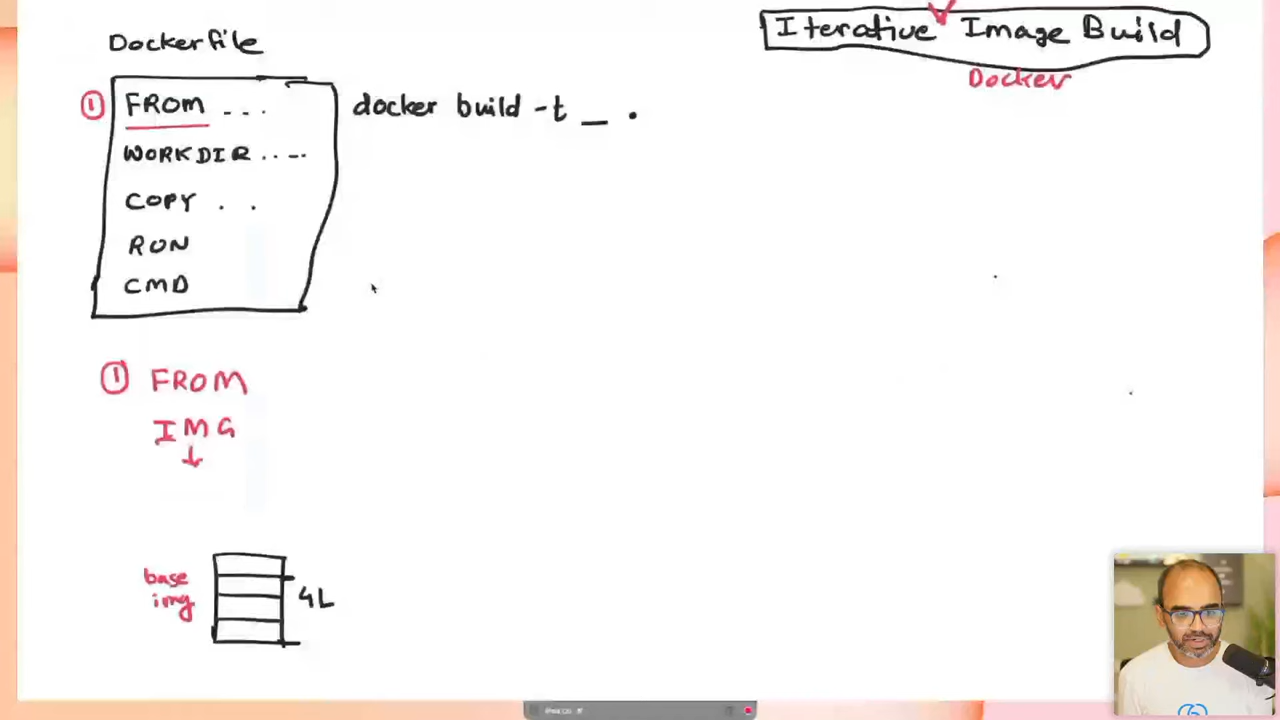 Dockerfile
Iterative Image Build
Docker
① FROM ...
docker build -t _ .
WORKDIR ....
COPY . .
RUN
CMD
① FROM
IMG
base
img
4L